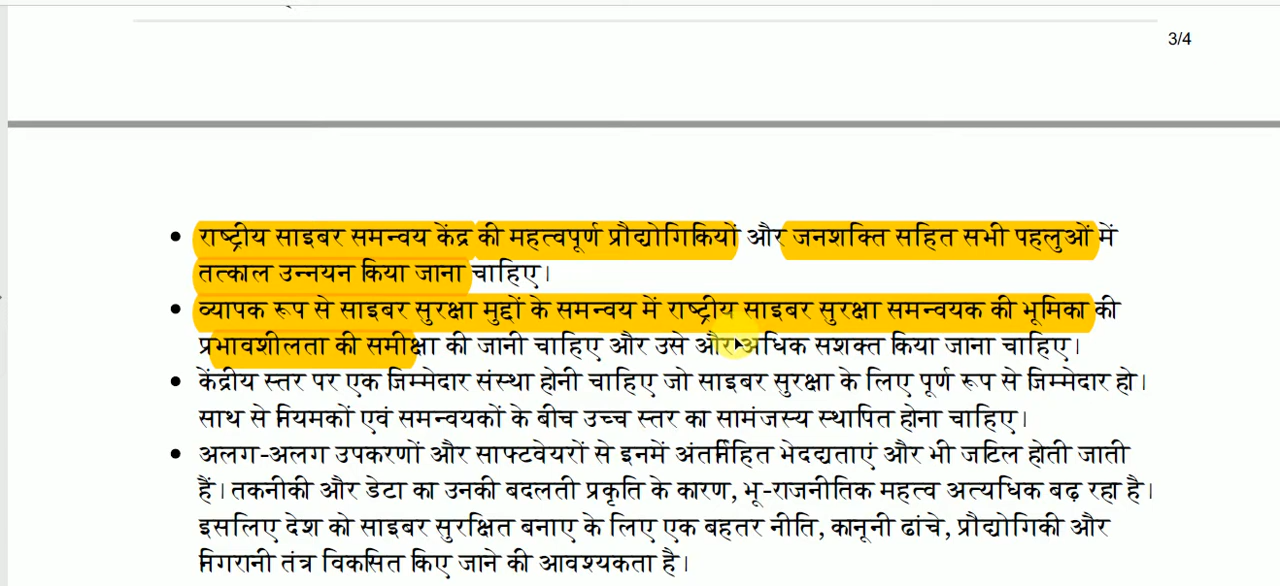 3/4
राष्ट्रीय साइबर समन्वय केंद्र की महत्वपूर्ण प्रौद्योगिकियों और जनशक्ति सहित सभी पहलुओं में
तत्काल उन्नयन किया जाना चाहिए।
व्यापक रूप से साइबर सुरक्षा मुद्दों के समन्वय में राष्ट्रीय साइबर सुरक्षा समन्वयक की भूमिका की
प्रभावशीलता की समीक्षा की जानी चाहिए और उसे और अधिक सशक्त किया जाना चाहिए।
केंद्रीय स्तर पर एक जिम्मेदार संस्था होनी चाहिए जो साइबर सुरक्षा के लिए पूर्ण रूप से जिम्मेदार हो।
साथ से नियमकों एवं समन्वयकों के बीच उच्च स्तर का सामंजस्य स्थापित होना चाहिए।
अलग-अलग उपकरणों और साफ्टवेयरों से इनमें अंतर्निहित भेदद्यताएं और भी जटिल होती जाती
हैं। तकनीकी और डेटा का उनकी बदलती प्रकृति के कारण, भू-राजनीतिक महत्व अत्यधिक बढ़ रहा है।
इसलिए देश को साइबर सुरक्षित बनाए के लिए एक बहतर नीति, कानूनी ढांचे, प्रौद्योगिकी और
निगरानी तंत्र विकसित किए जाने की आवश्यकता है।